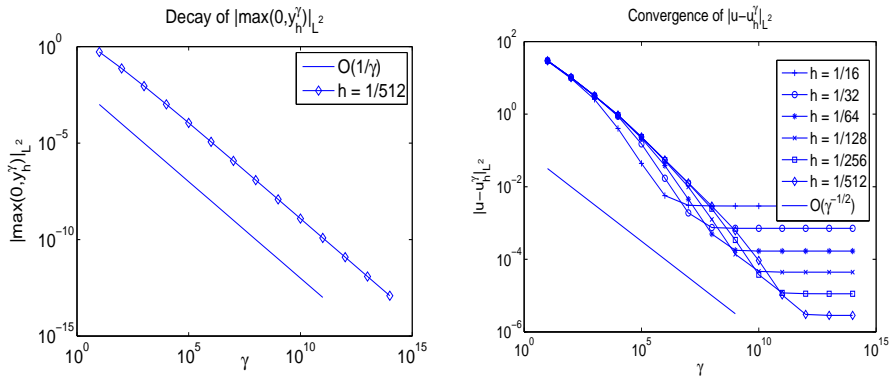 Decay of |max(0,y_h^γ)|_{L^2}
10^0
10^{-5}
10^{-10}
10^{-15}
|max(0,y_h^γ)|_{L^2}
O(1/γ)
h = 1/512
10^0
10^5
10^{10}
10^{15}
γ
Convergence of |u−u_h^γ|_{L^2}
10^2
10^0
10^{-2}
10^{-4}
10^{-6}
|u−u_h^γ|_{L^2}
h = 1/16
h = 1/32
h = 1/64
h = 1/128
h = 1/256
h = 1/512
O(γ^{-1/2})
10^0
10^5
10^{10}
10^{15}
γ